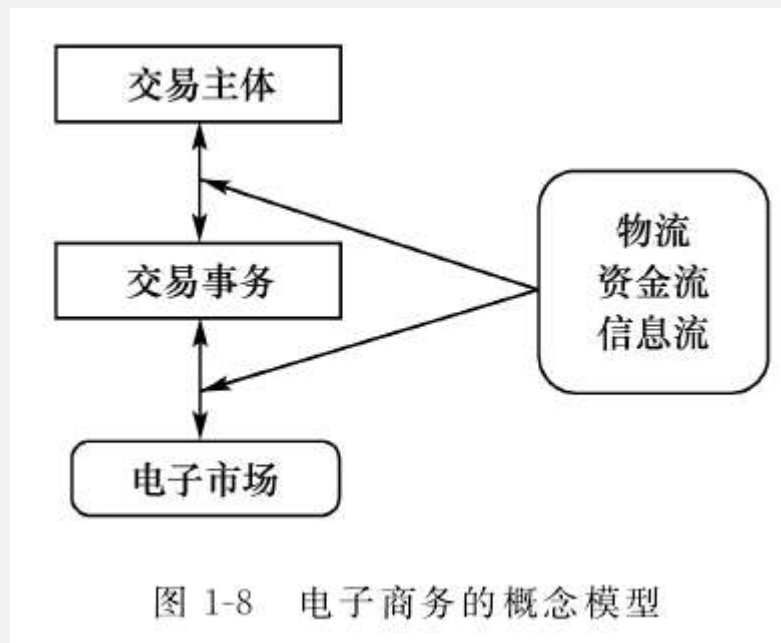 交易主体
交易事务
电子市场
物流
资金流
信息流
图 1-8 电子商务的概念模型